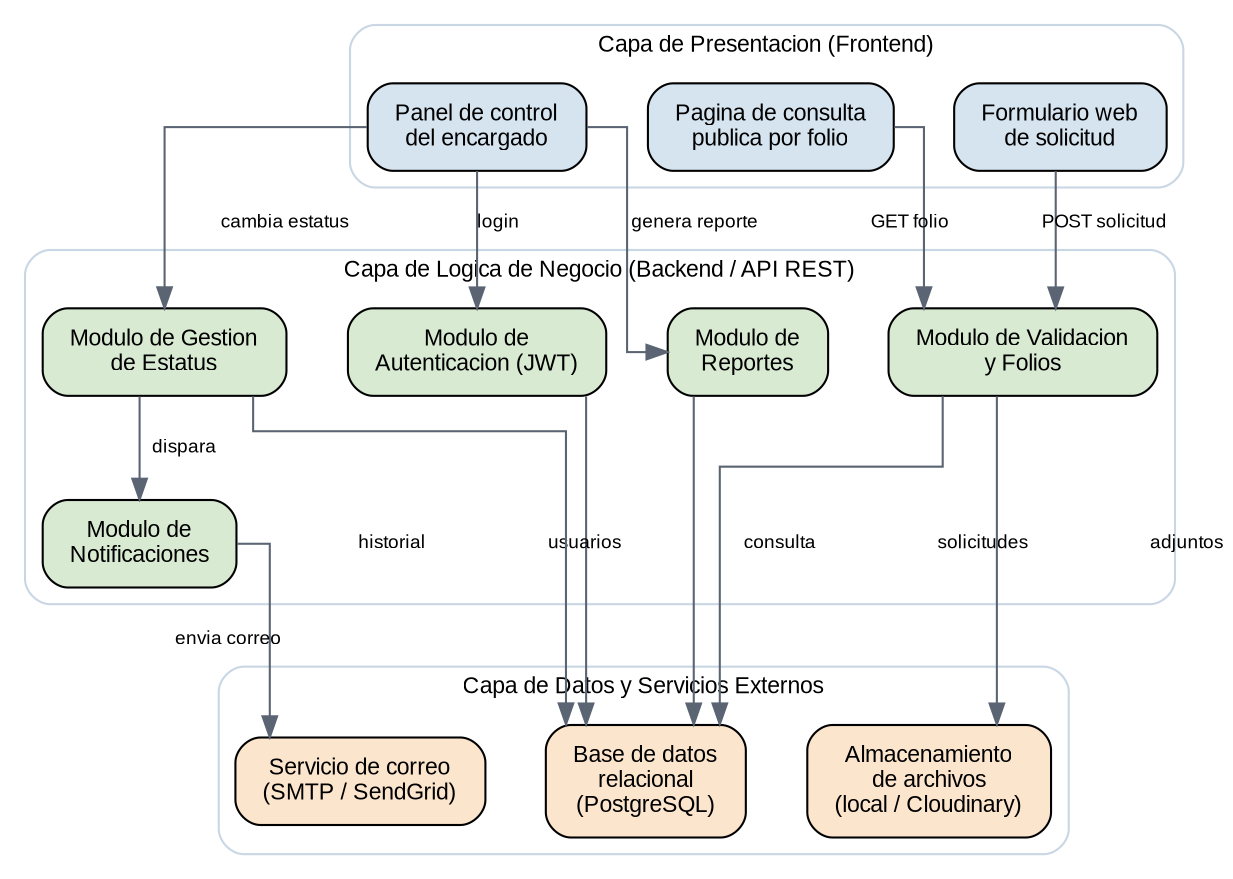 Capa de Presentacion (Frontend)
Panel de control
del encargado
Pagina de consulta
publica por folio
Formulario web
de solicitud
cambia estatus
login
genera reporte
GET folio
POST solicitud
Capa de Logica de Negocio (Backend / API REST)
Modulo de Gestion
de Estatus
Modulo de
Autenticacion (JWT)
Modulo de
Reportes
Modulo de Validacion
y Folios
dispara
Modulo de
Notificaciones
historial
usuarios
consulta
solicitudes
adjuntos
envia correo
Capa de Datos y Servicios Externos
Servicio de correo
(SMTP / SendGrid)
Base de datos
relacional
(PostgreSQL)
Almacenamiento
de archivos
(local / Cloudinary)